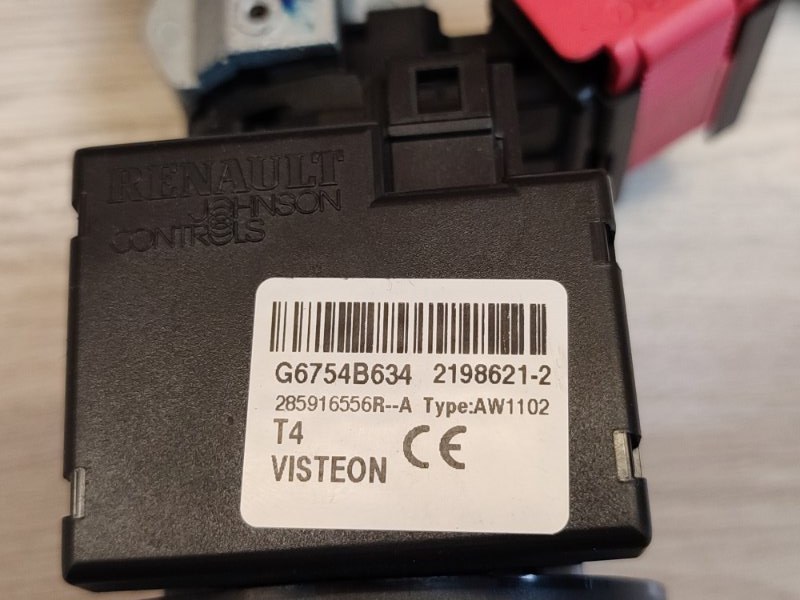 RENAULT
JOHNSON
CONTROLS
G6754B634 2198621-2
285916556R--A Type:AW1102
T4 CE
VISTEON